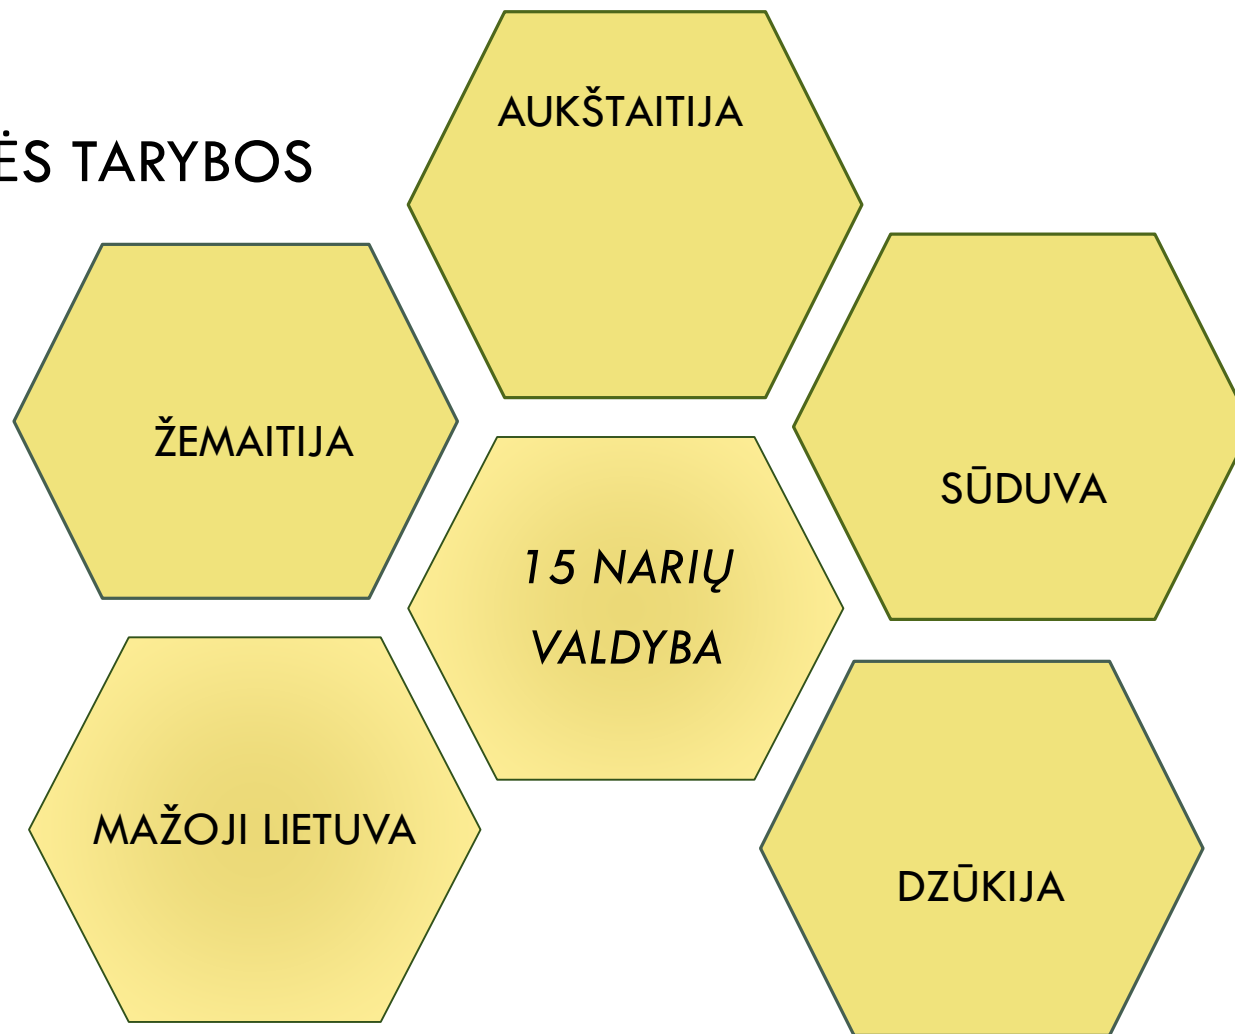 AUKŠTAITIJA
ĖS TARYBOS
ŽEMAITIJA
SŪDUVA
15 NARIŲ
VALDYBA
MAŽOJI LIETUVA
DZŪKIJA